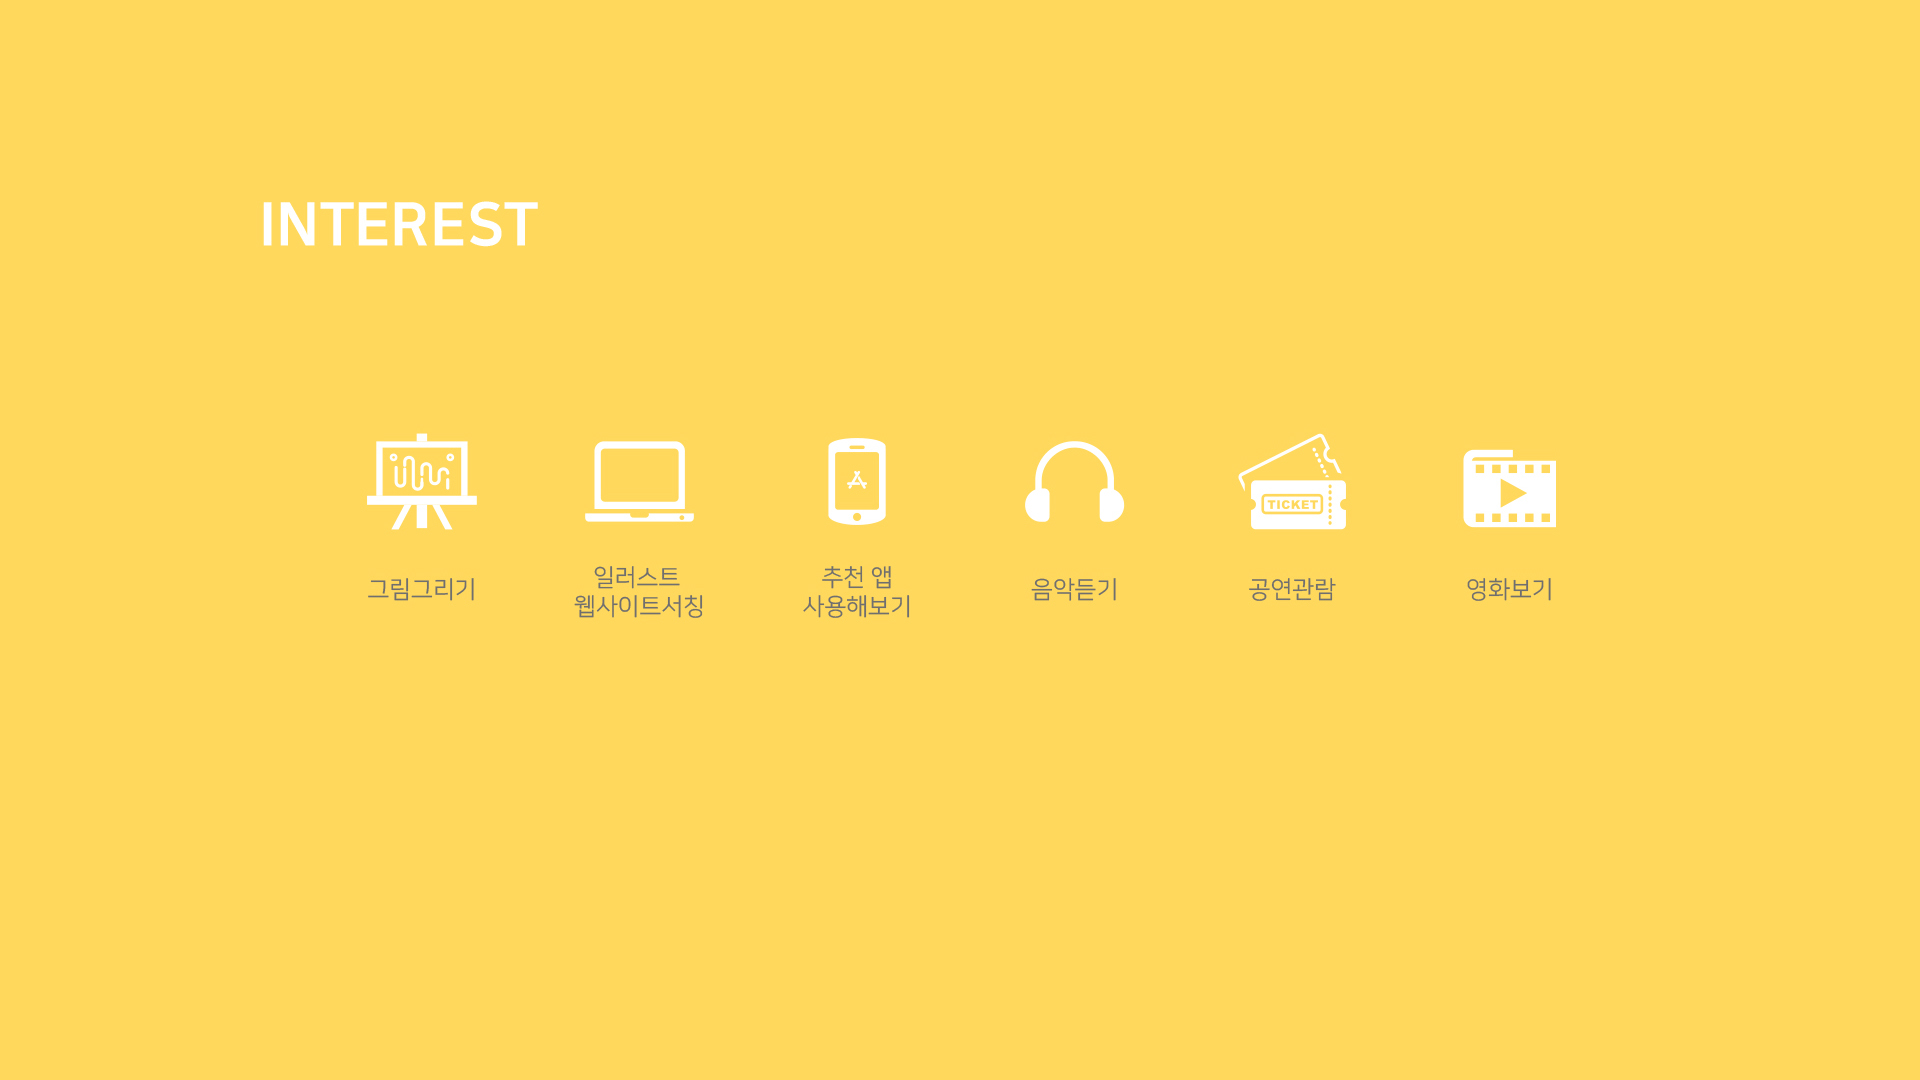 INTEREST
TICKET
그림그리기
일러스트
웹사이트서칭
추천 앱
사용해보기
음악듣기
공연관람
영화보기